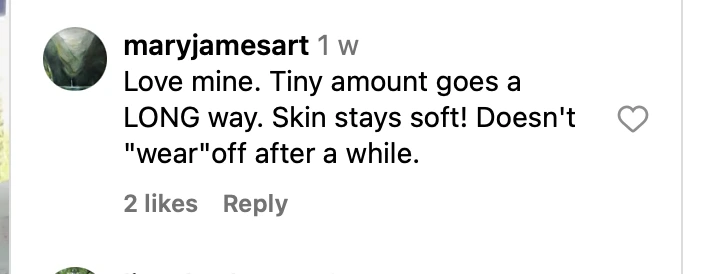 maryjamesart 1 w
Love mine. Tiny amount goes a
LONG way. Skin stays soft! Doesn't
"wear"off after a while.
2 likes Reply